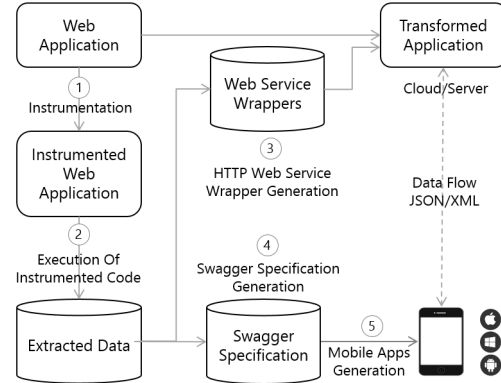 Web
Application
Transformed
Application
Web Service
Wrappers
Cloud/Server
1
Instrumentation
Instrumented
Web
Application
3
HTTP Web Service
Wrapper Generation
Data Flow
JSON/XML
2
Execution Of
Instrumented Code
4
Swagger Specification
Generation
Extracted Data
Swagger
Specification
5
Mobile Apps
Generation